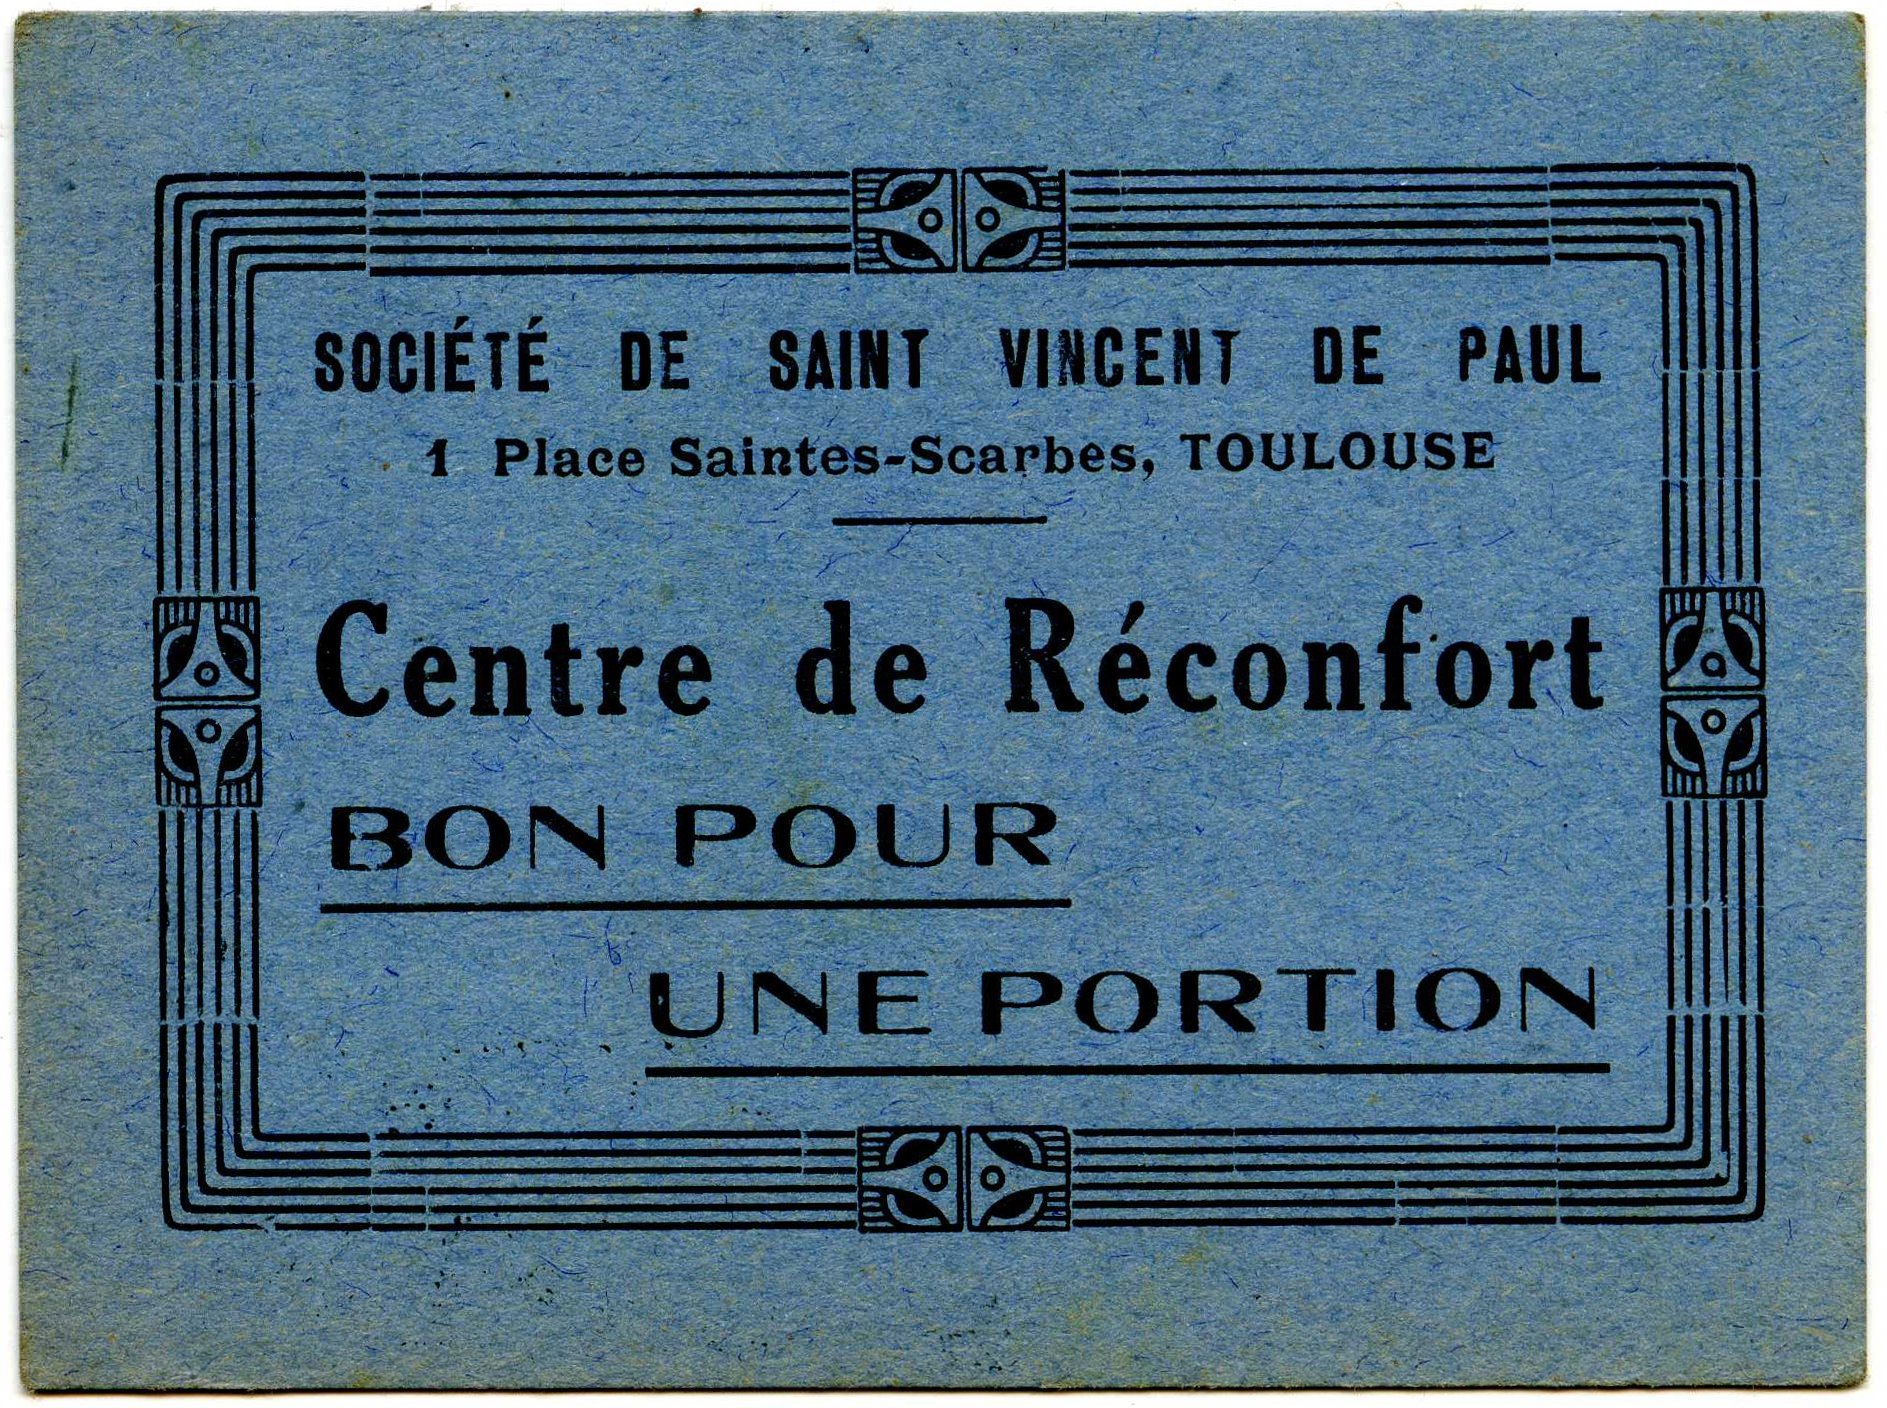 SOCIÉTÉ DE SAINT VINCENT DE PAUL
1 Place Saintes-Scarbes, TOULOUSE
Centre de Réconfort
BON POUR
UNE PORTION